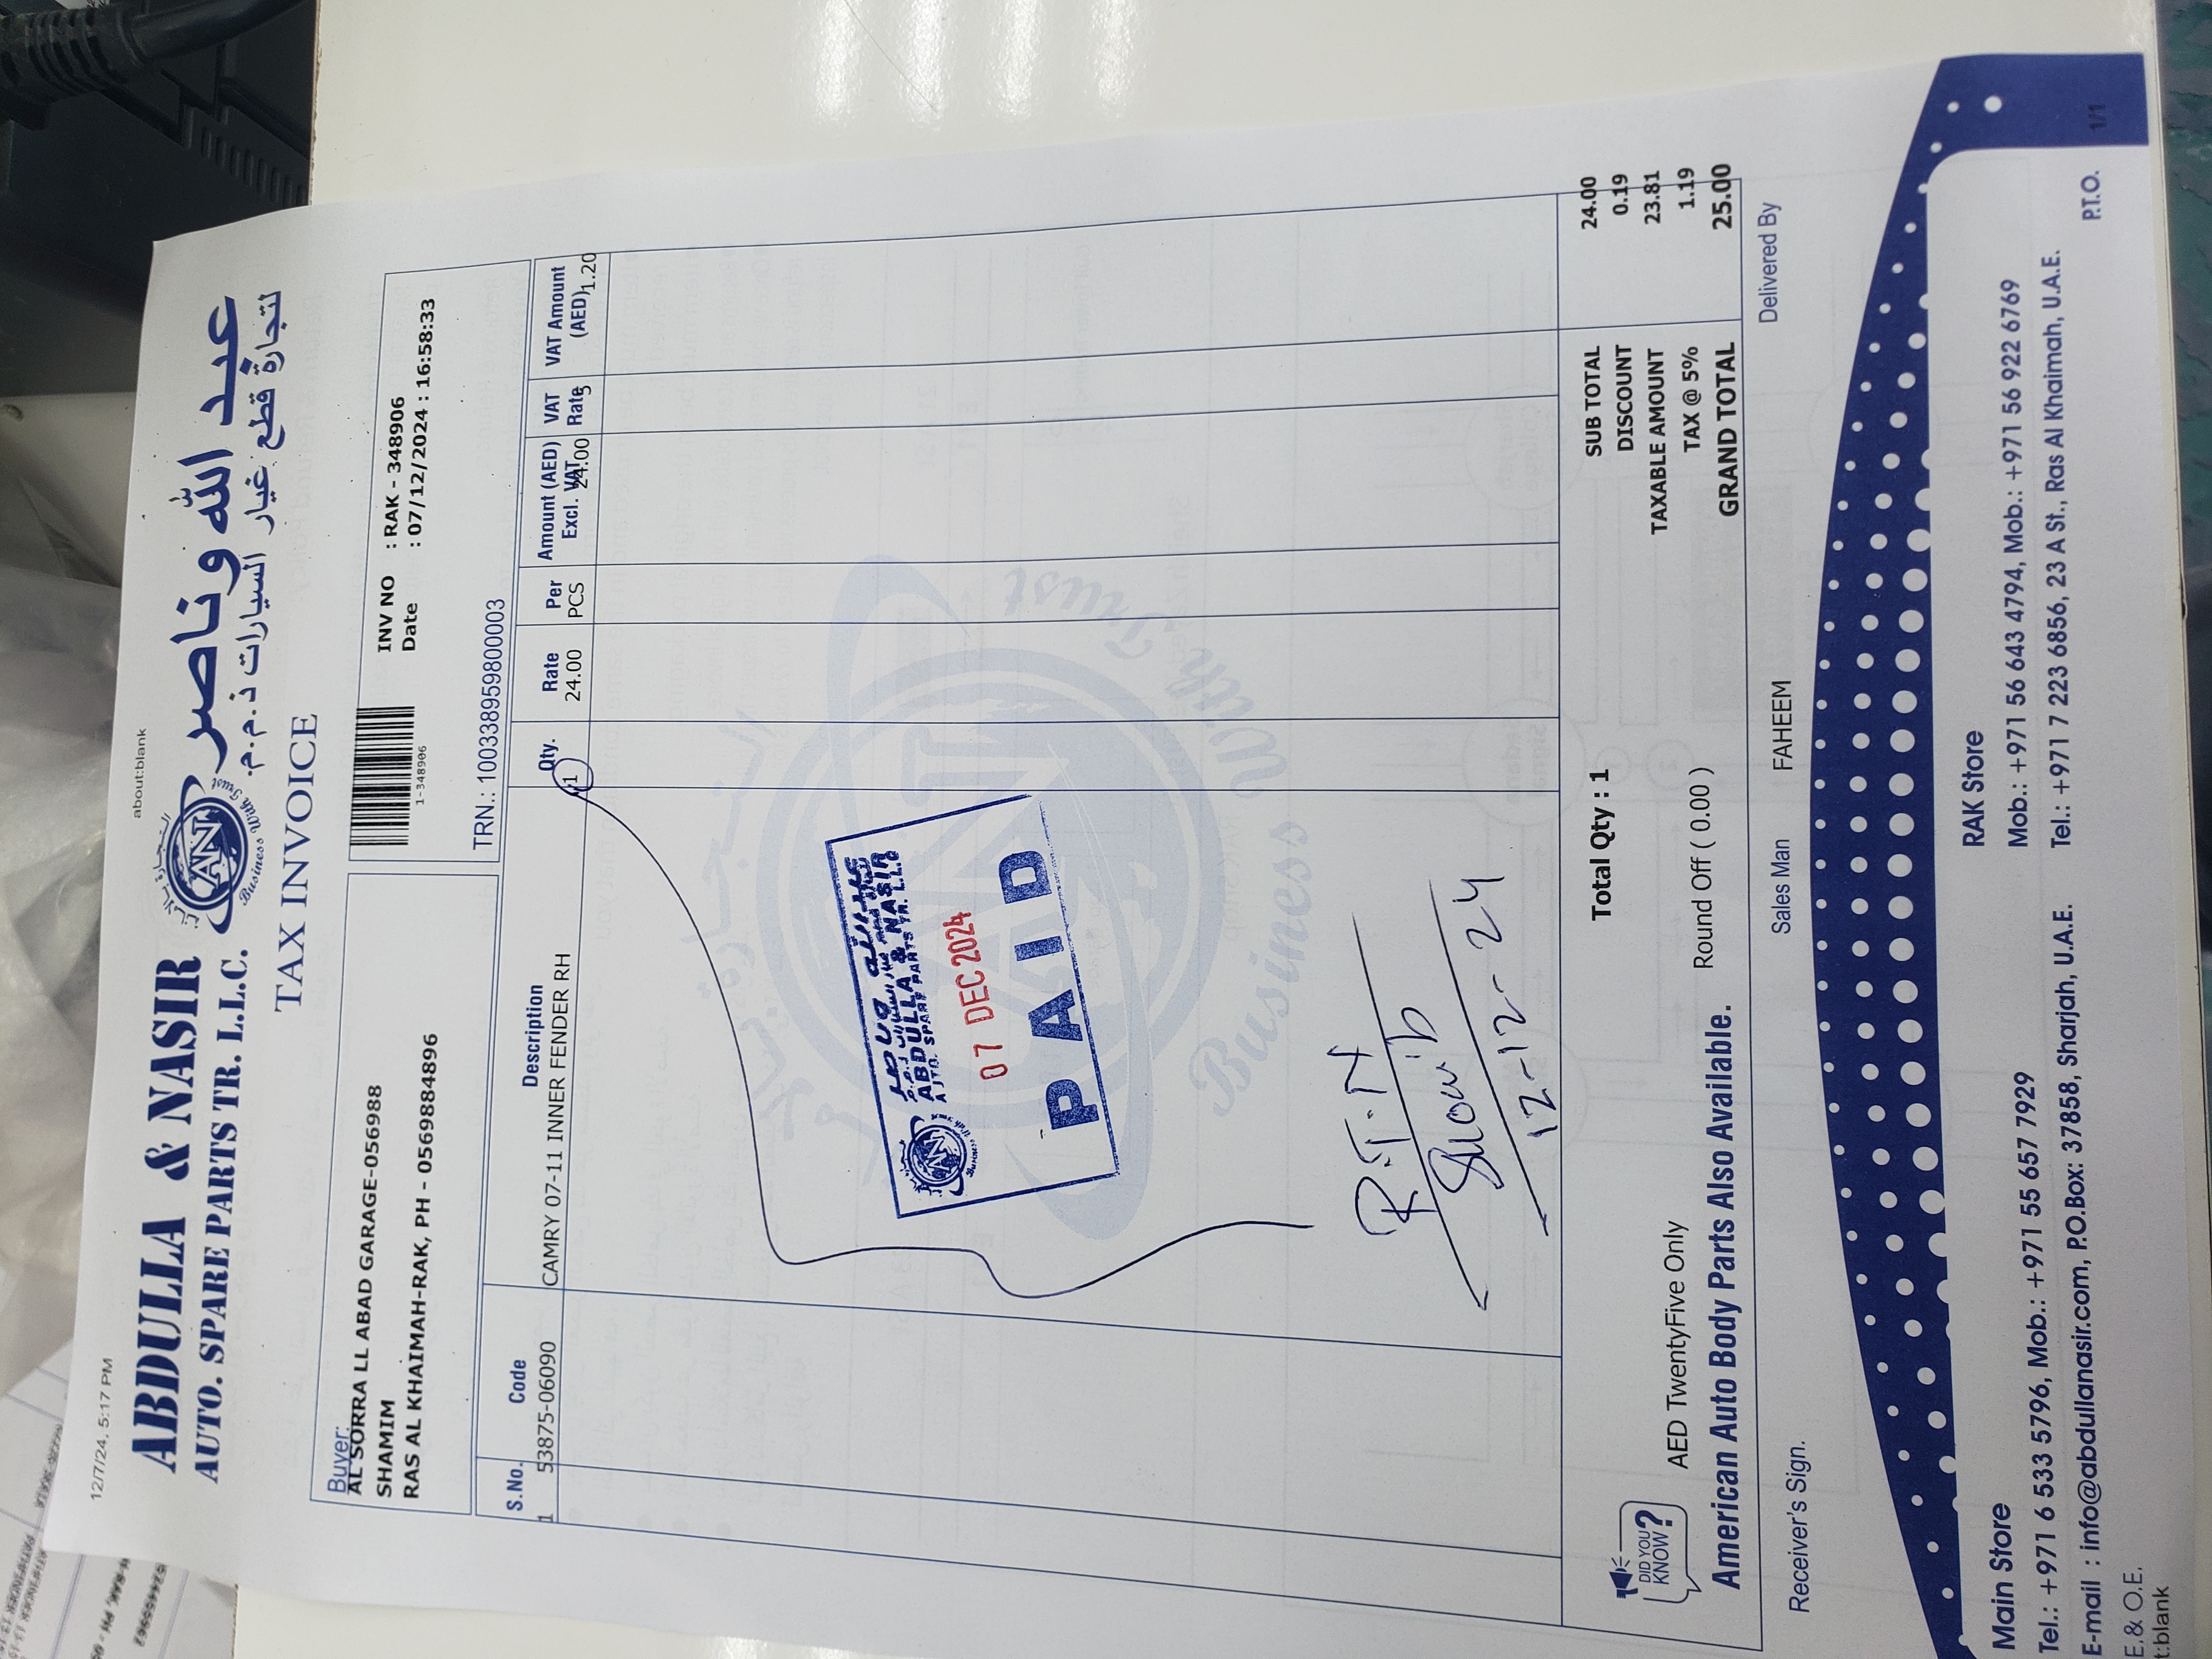 12/7/24, 5:17 PM
about:blank
ABDULLA & NASIR
AUTO. SPARE PARTS TR. L.L.C.
عبد الله و ناصر
لتجارة قطع غيار السيارات ذ.م.م.
AN
Business With Trust
TAX INVOICE
Buyer:
AL SORRA LL ABAD GARAGE-056988
SHAMIM
RAS AL KHAIMAH-RAK, PH - 0569884896
1-348906
INV NO : RAK - 348906
Date : 07/12/2024 : 16:58:33
TRN.: 100338959800003
S.No. Code Description Qty. Rate Per Amount (AED) Excl. VAT VAT Rate VAT Amount (AED)
1 53875-06090 CAMRY 07-11 INNER FENDER RH 1 24.00 PCS 24.00 5 1.20
ABDULLA & NASIR
AUTO. SPARE PARTS TR. L.L.C
07 DEC 2024
PAID
Business With Trust
R.T.N
Shouib
12-12-24
Total Qty : 1
SUB TOTAL 24.00
DISCOUNT 0.19
TAXABLE AMOUNT 23.81
TAX @ 5% 1.19
GRAND TOTAL 25.00
DID YOU KNOW?
AED TwentyFive Only
Round Off ( 0.00 )
American Auto Body Parts Also Available.
Receiver's Sign.
Sales Man FAHEEM
Delivered By
Main Store
Tel.: +971 6 533 5796, Mob.: +971 55 657 7929
E-mail : info@abdullanasir.com, P.O.Box: 37858, Sharjah, U.A.E.
RAK Store
Mob.: +971 56 643 4794, Mob.: +971 56 922 6769
Tel.: +971 7 223 6856, 23 A St., Ras Al Khaimah, U.A.E.
E.& O.E.
P.T.O.
t:blank
1/1